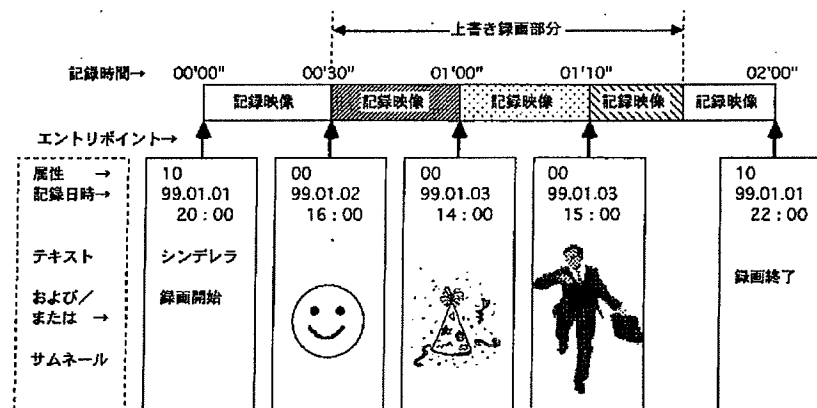 上書き録画部分
記録時間→ 00'00" 00'30" 01'00" 01'10" 02'00"
記録映像 記録映像 記録映像 記録映像 記録映像
エントリポイント→
属性 → 10 00 00 00 10
記録日時→ 99.01.01 99.01.02 99.01.03 99.01.03 99.01.01
20:00 16:00 14:00 15:00 22:00
テキスト シンデレラ
および/ 録画開始 録画終了
または →
サムネール